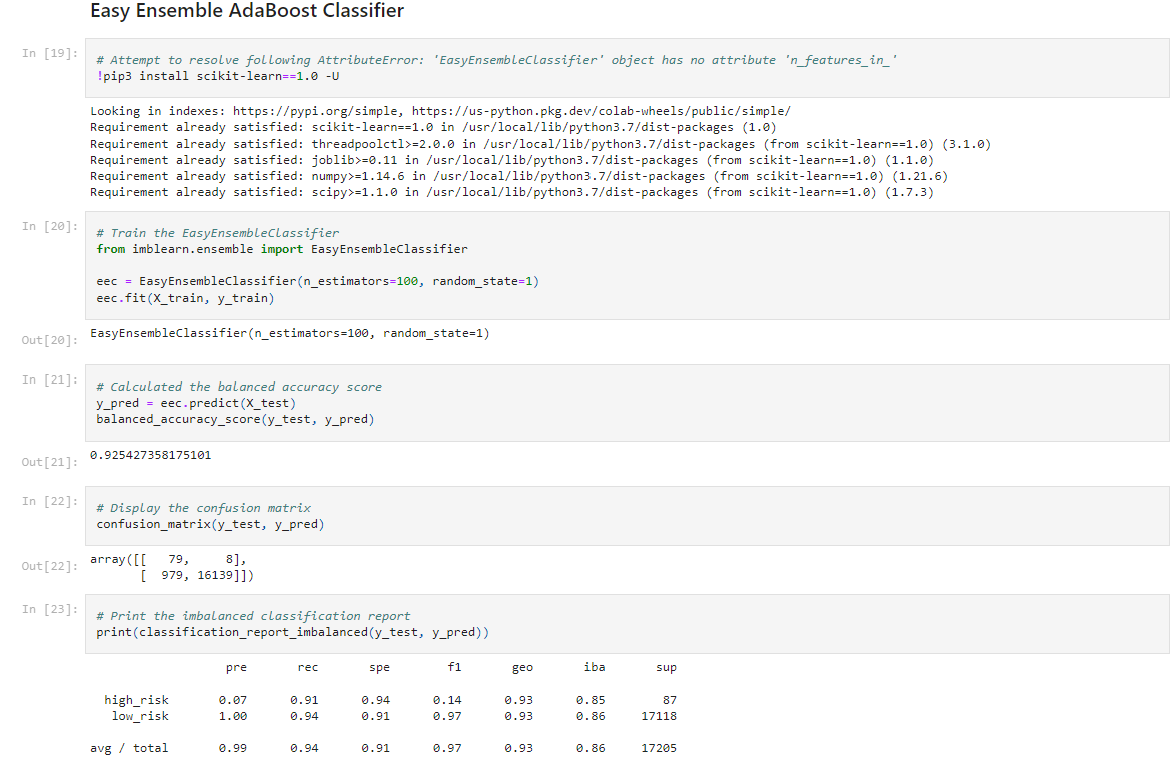 Easy Ensemble AdaBoost Classifier
In [19]:
# Attempt to resolve following AttributeError: 'EasyEnsembleClassifier' object has no attribute 'n_features_in_'
!pip3 install scikit-learn==1.0 -U
Looking in indexes: https://pypi.org/simple, https://us-python.pkg.dev/colab-wheels/public/simple/
Requirement already satisfied: scikit-learn==1.0 in /usr/local/lib/python3.7/dist-packages (1.0)
Requirement already satisfied: threadpoolctl>=2.0.0 in /usr/local/lib/python3.7/dist-packages (from scikit-learn==1.0) (3.1.0)
Requirement already satisfied: joblib>=0.11 in /usr/local/lib/python3.7/dist-packages (from scikit-learn==1.0) (1.1.0)
Requirement already satisfied: numpy>=1.14.6 in /usr/local/lib/python3.7/dist-packages (from scikit-learn==1.0) (1.21.6)
Requirement already satisfied: scipy>=1.1.0 in /usr/local/lib/python3.7/dist-packages (from scikit-learn==1.0) (1.7.3)
In [20]:
# Train the EasyEnsembleClassifier
from imblearn.ensemble import EasyEnsembleClassifier
eec = EasyEnsembleClassifier(n_estimators=100, random_state=1)
eec.fit(X_train, y_train)
Out[20]:
EasyEnsembleClassifier(n_estimators=100, random_state=1)
In [21]:
# Calculated the balanced accuracy score
y_pred = eec.predict(X_test)
balanced_accuracy_score(y_test, y_pred)
Out[21]:
0.925427358175101
In [22]:
# Display the confusion matrix
confusion_matrix(y_test, y_pred)
Out[22]:
array([[   79,     8],
       [  979, 16139]])
In [23]:
# Print the imbalanced classification report
print(classification_report_imbalanced(y_test, y_pred))
pre rec spe f1 geo iba sup
high_risk 0.07 0.91 0.94 0.14 0.93 0.85 87
low_risk 1.00 0.94 0.91 0.97 0.93 0.86 17118
avg / total 0.99 0.94 0.91 0.97 0.93 0.86 17205